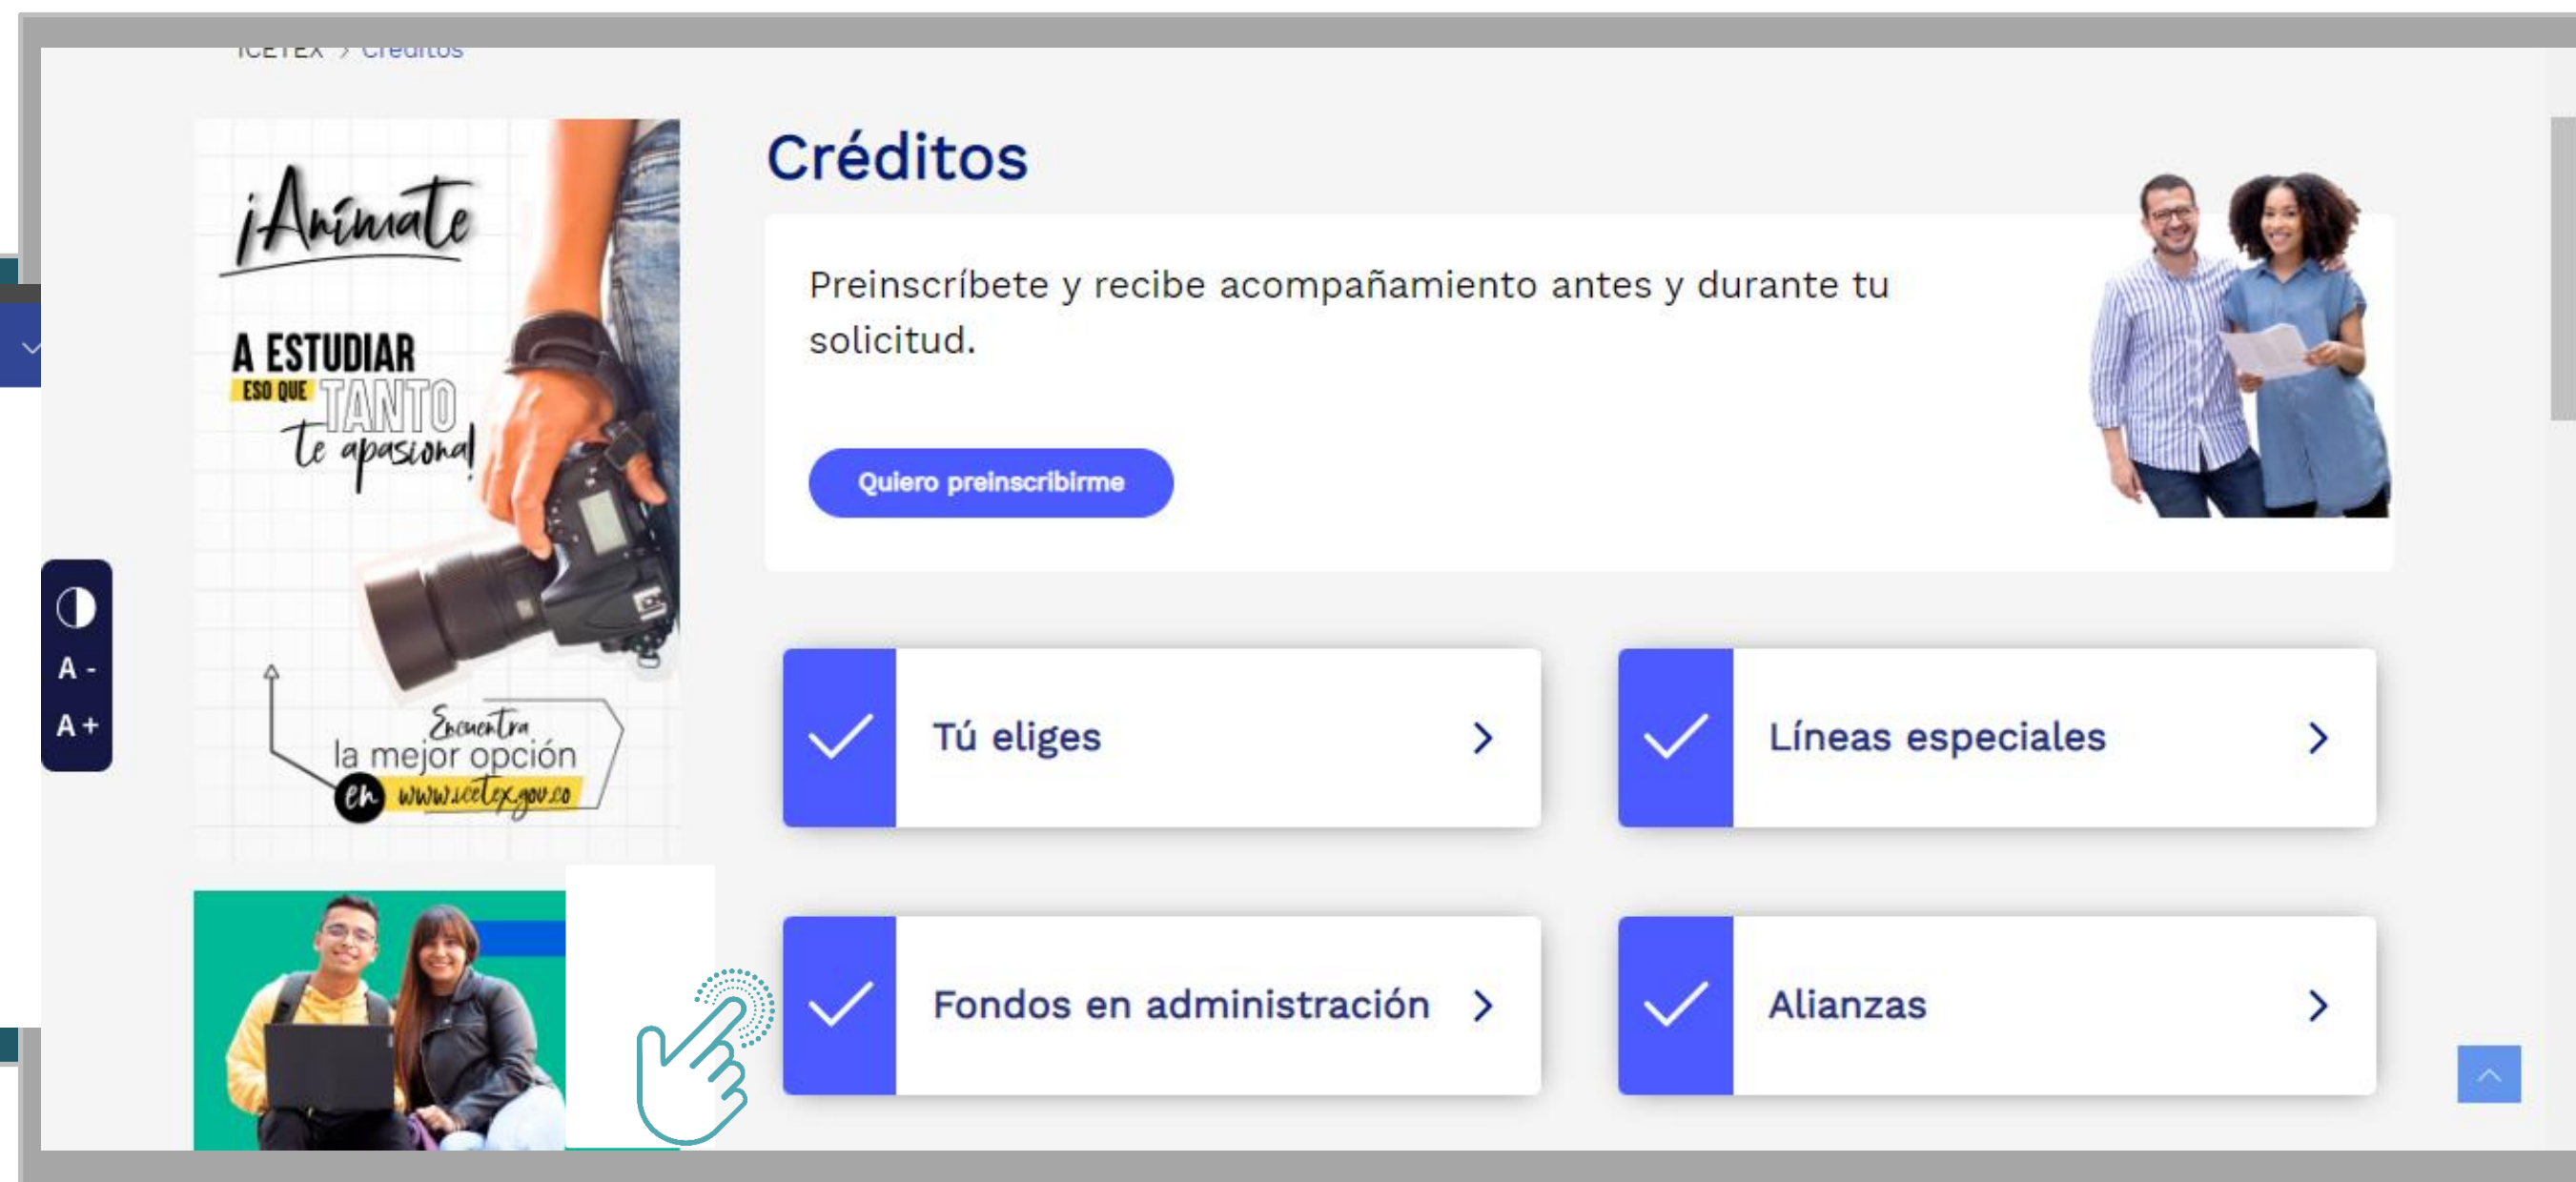 ICETEX > Créditos
¡Anímate
A ESTUDIAR
ESO QUE TANTO
te apasiona!
Encuentra
la mejor opción
en www.icetex.gov.co
Créditos
Preinscríbete y recibe acompañamiento antes y durante tu
solicitud.
Quiero preinscribirme
A -
A +
Tú eliges
Líneas especiales
Fondos en administración
Alianzas